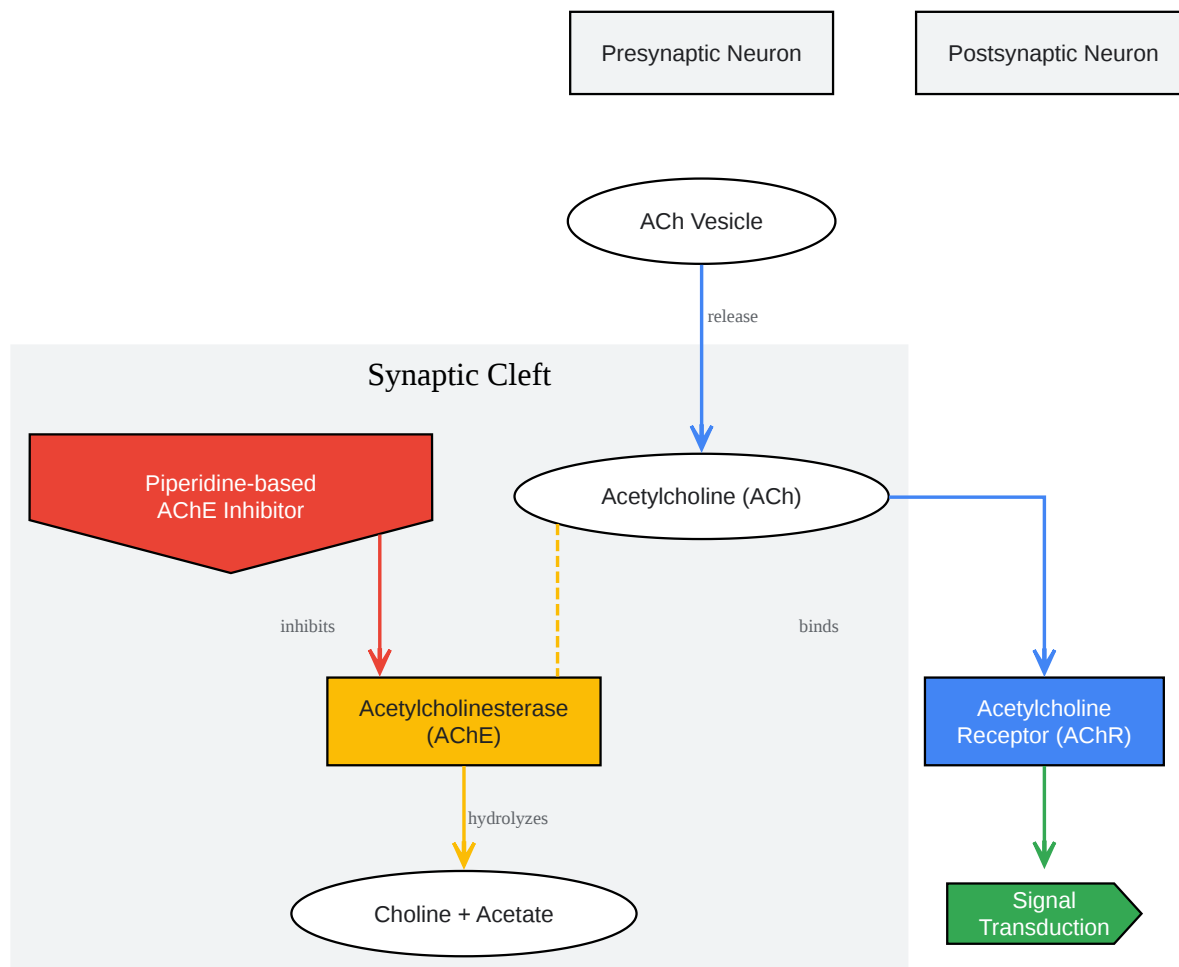 Presynaptic Neuron
Postsynaptic Neuron
ACh Vesicle
release
Synaptic Cleft
Piperidine-based
AChE Inhibitor
Acetylcholine (ACh)
inhibits
binds
Acetylcholinesterase
(AChE)
Acetylcholine
Receptor (AChR)
hydrolyzes
Choline + Acetate
Signal
Transduction